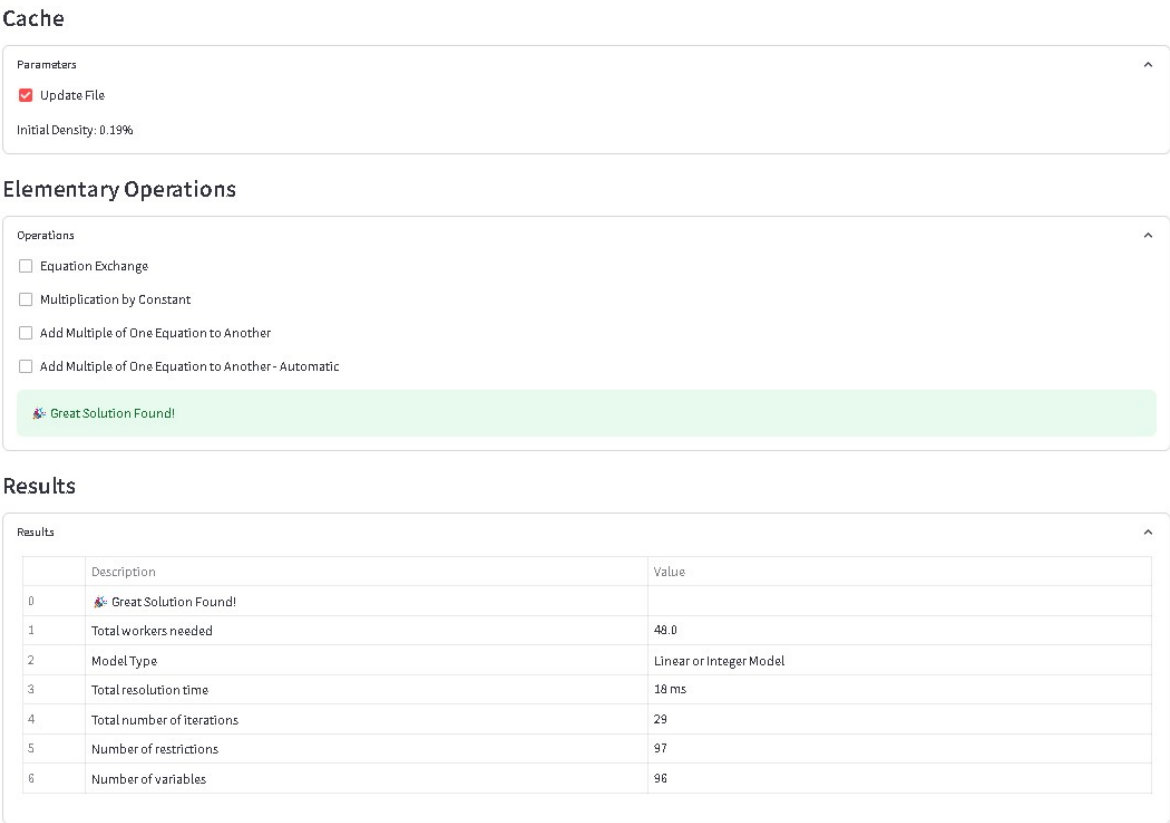 Cache
Parameters
Update File
Initial Density: 0.19%
Elementary Operations
Operations
Equation Exchange
Multiplication by Constant
Add Multiple of One Equation to Another
Add Multiple of One Equation to Another - Automatic
🎉 Great Solution Found!
Results
Results
Description Value
0 🎉 Great Solution Found!
1 Total workers needed 48.0
2 Model Type Linear or Integer Model
3 Total resolution time 18 ms
4 Total number of iterations 29
5 Number of restrictions 97
6 Number of variables 96